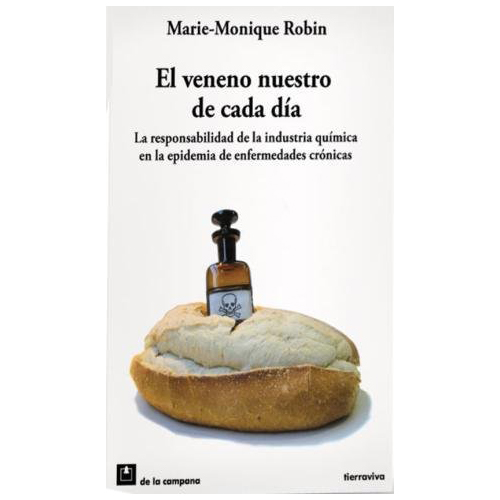 Marie-Monique Robin
El veneno nuestro
de cada día
La responsabilidad de la industria química
en la epidemia de enfermedades crónicas
de la campana
tierraviva